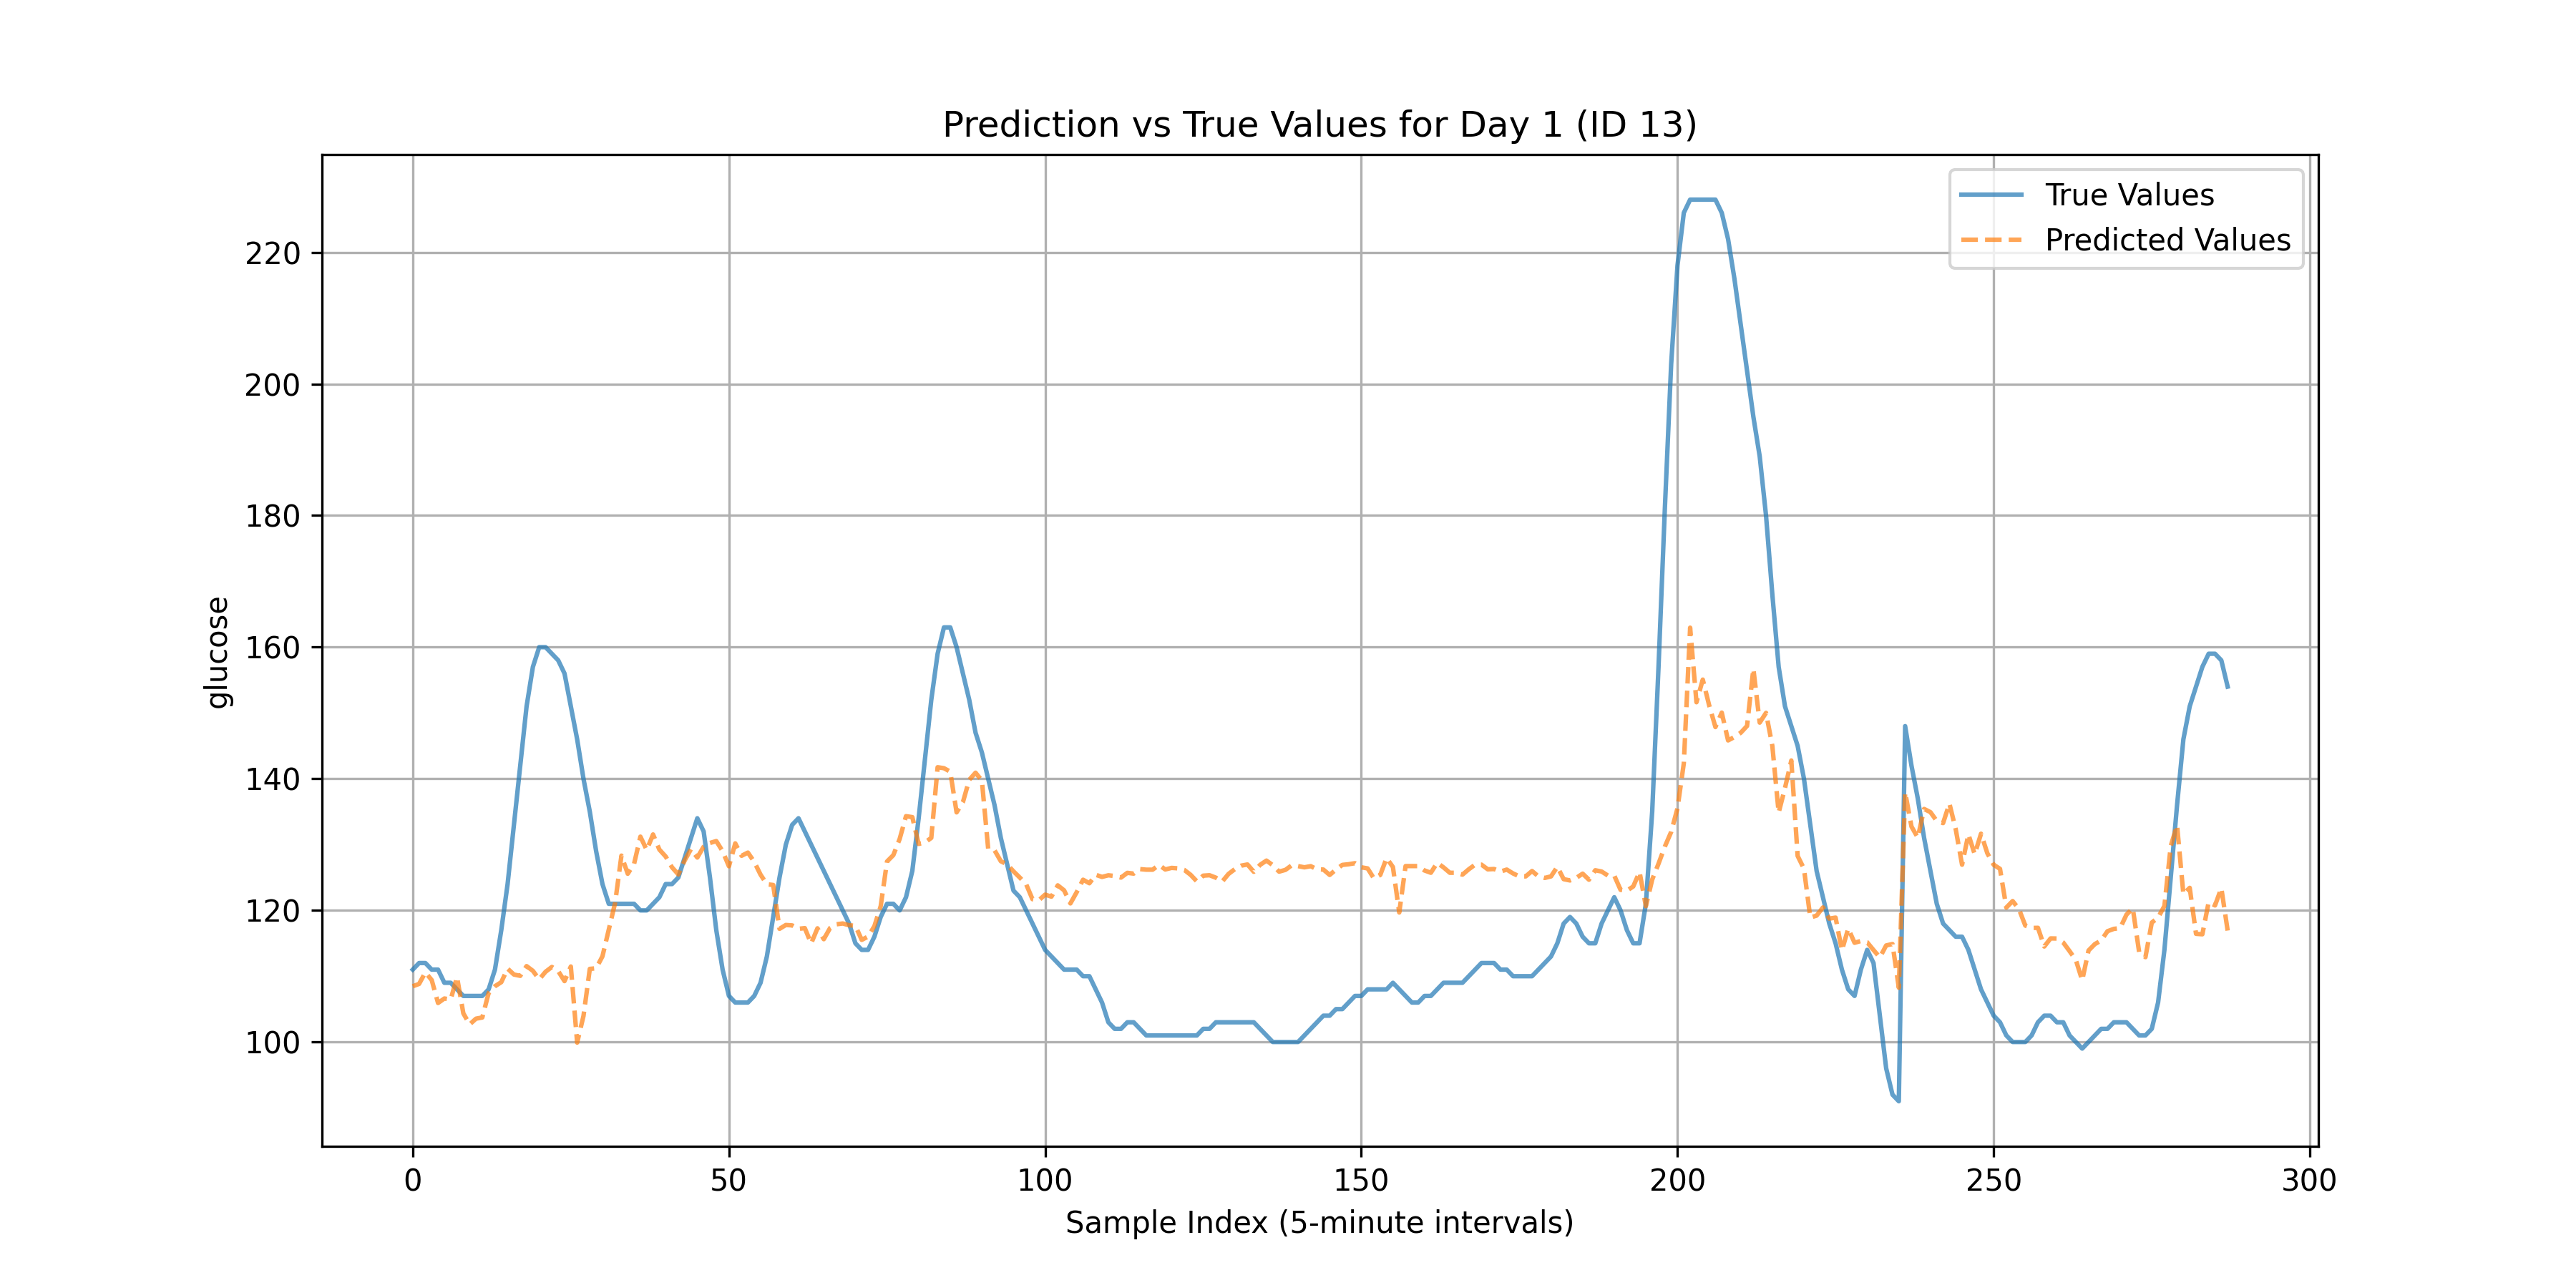 Prediction vs True Values for Day 1 (ID 13)
True Values
Predicted Values
220
200
180
160
140
120
100
glucose
0 50 100 150 200 250 300
Sample Index (5-minute intervals)